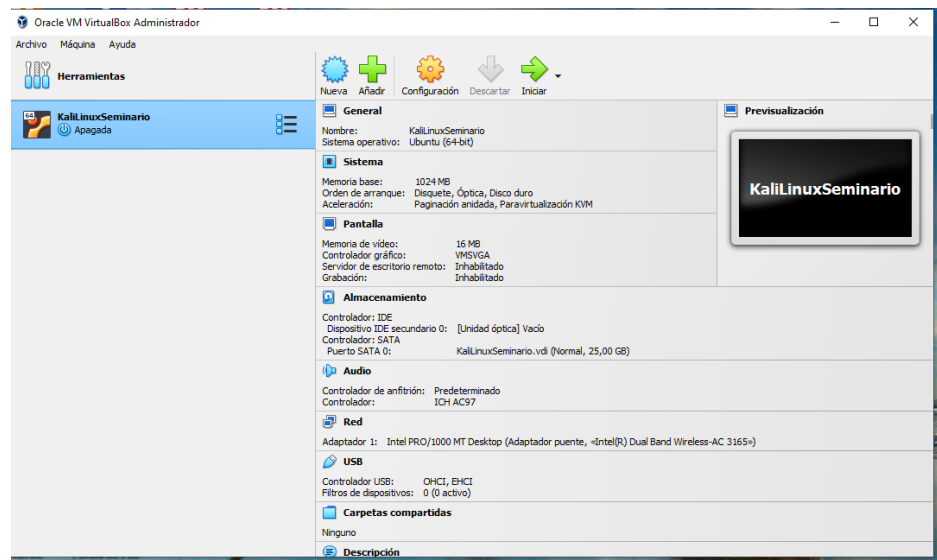 Oracle VM VirtualBox Administrador
Archivo Máquina Ayuda
Herramientas
Nueva Añadir Configuración Descartar Iniciar
64
KaliLinuxSeminario
Apagada
General
Nombre: KaliLinuxSeminario
Sistema operativo: Ubuntu (64-bit)
Previsualización
KaliLinuxSeminario
Sistema
Memoria base: 1024 MB
Orden de arranque: Disquete, Óptica, Disco duro
Aceleración: Paginación anidada, Paravirtualización KVM
Pantalla
Memoria de vídeo: 16 MB
Controlador gráfico: VMSVGA
Servidor de escritorio remoto: Inhabilitado
Grabación: Inhabilitado
Almacenamiento
Controlador: IDE
Dispositivo IDE secundario 0: [Unidad óptica] Vacío
Controlador: SATA
Puerto SATA 0: KaliLinuxSeminario.vdi (Normal, 25,00 GB)
Audio
Controlador de anfitrión: Predeterminado
Controlador: ICH AC97
Red
Adaptador 1: Intel PRO/1000 MT Desktop (Adaptador puente, «Intel(R) Dual Band Wireless-AC 3165»)
USB
Controlador USB: OHCI, EHCI
Filtros de dispositivos: 0 (0 activo)
Carpetas compartidas
Ninguno
Descripción